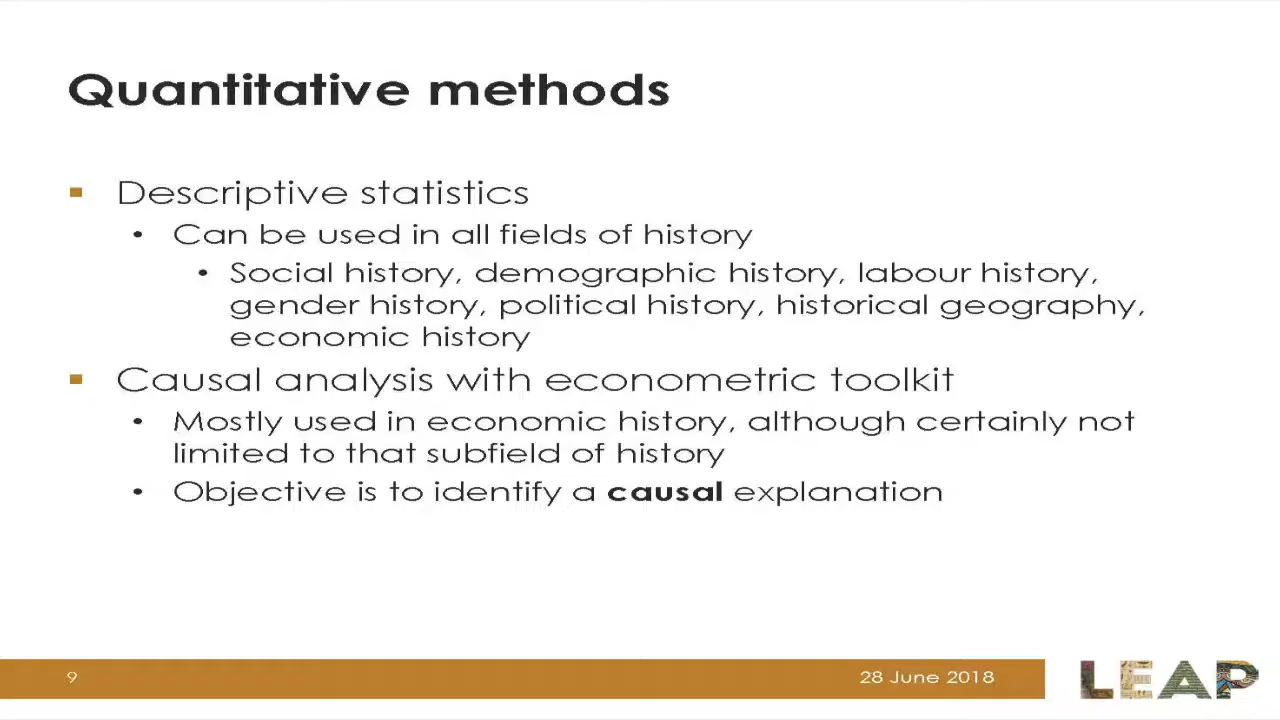 Quantitative methods
Descriptive statistics
Can be used in all fields of history
Social history, demographic history, labour history,
gender history, political history, historical geography,
economic history
Causal analysis with econometric toolkit
Mostly used in economic history, although certainly not
limited to that subfield of history
Objective is to identify a causal explanation
9
28 June 2018
LEAP